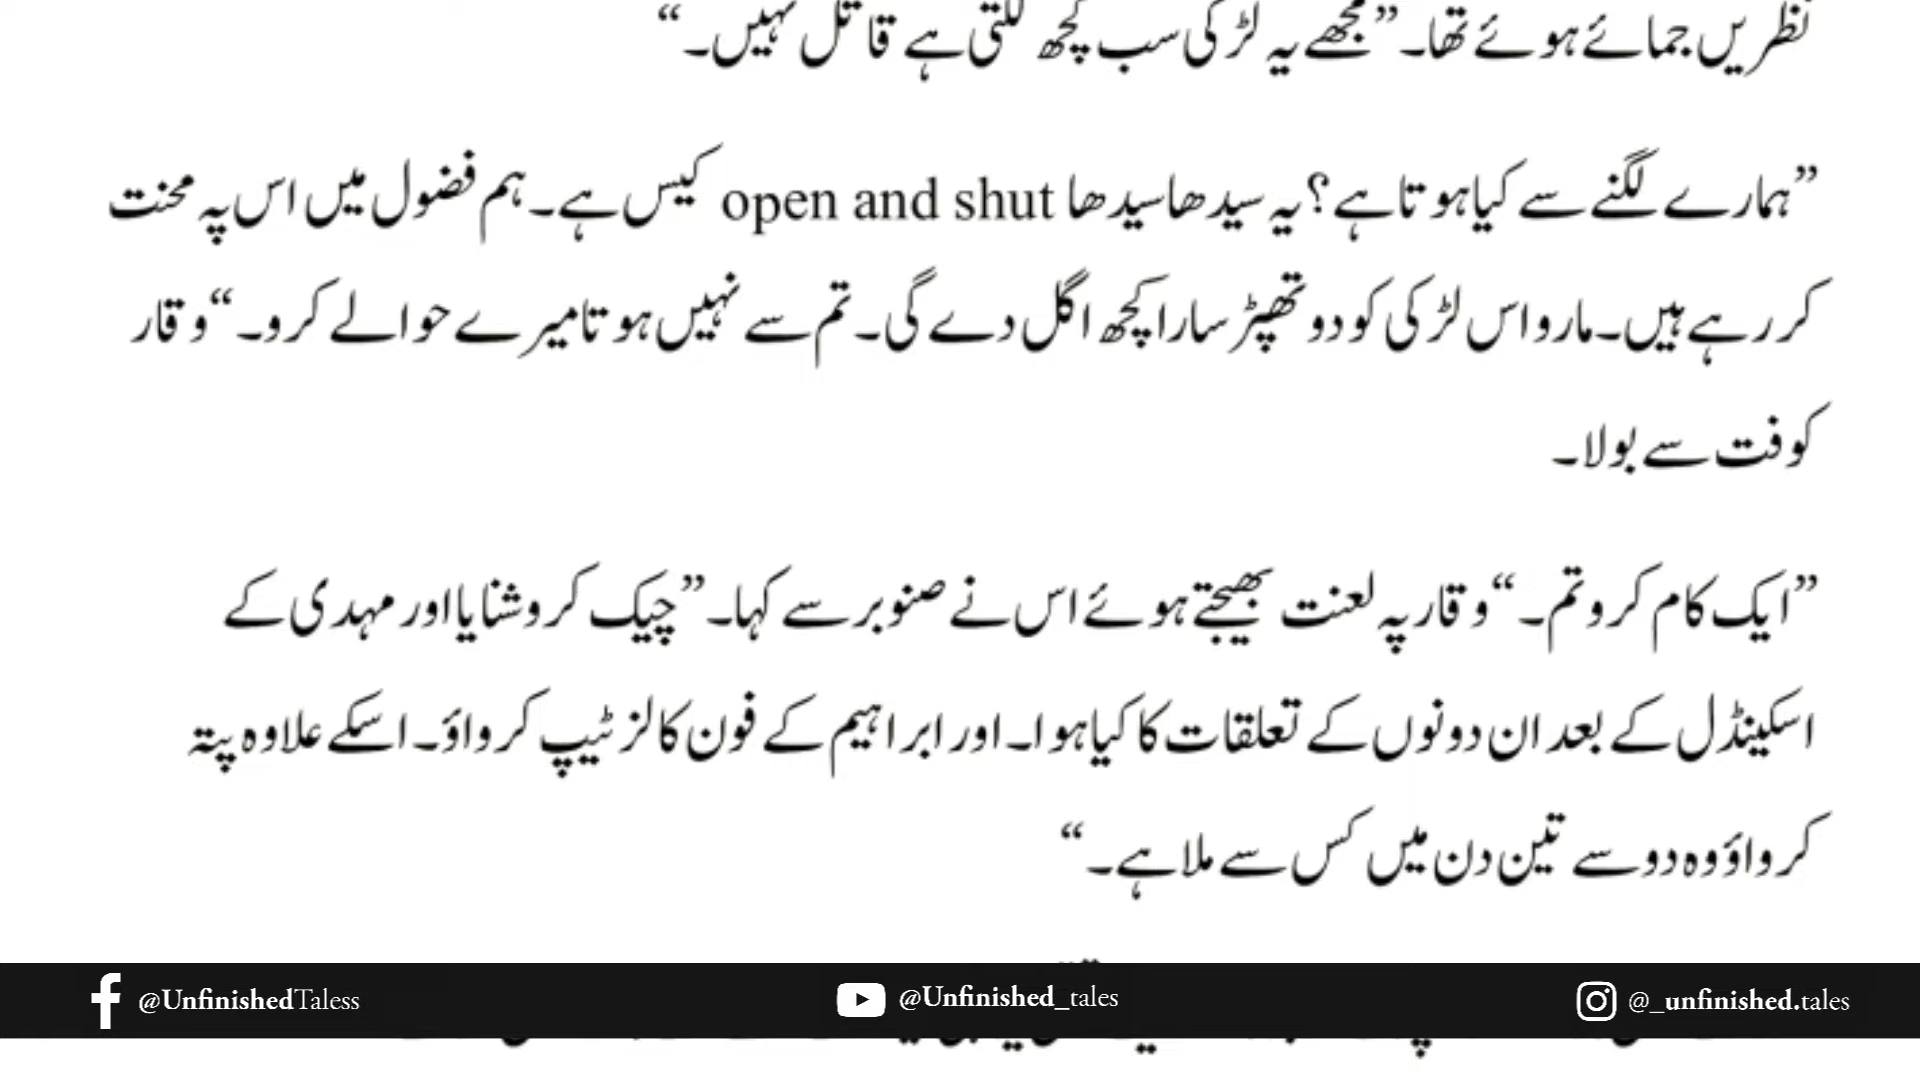 نظریں جمائے ہوئے تھا۔ ”مجھے یہ لڑکی سب کچھ لگتی ہے قاتل نہیں۔“
”ہمارے لگنے سے کیا ہوتا ہے؟ یہ سیدھا سیدھا open and shut کیس ہے۔ ہم فضول میں اس پہ محنت
کر رہے ہیں۔ مارو اس لڑکی کو دو تھپڑ سارا کچھ اگل دے گی۔ تم سے نہیں ہوتا میرے حوالے کرو۔“ وقار
کوفت سے بولا۔
”ایک کام کرو تم۔“ وقار پہ لعنت بھیجتے ہوئے اس نے صنوبر سے کہا۔ ”چیک کرو شنایا اور مہدی کے
اسکینڈل کے بعد ان دونوں کے تعلقات کا کیا ہوا۔ اور ابراہیم کے فون کالز ٹیپ کرواؤ۔ اسکے علاوہ پتہ
کرواؤ وہ دو سے تین دن میں کس سے ملا ہے۔“
@UnfinishedTaless
@Unfinished_tales
@_unfinished.tales